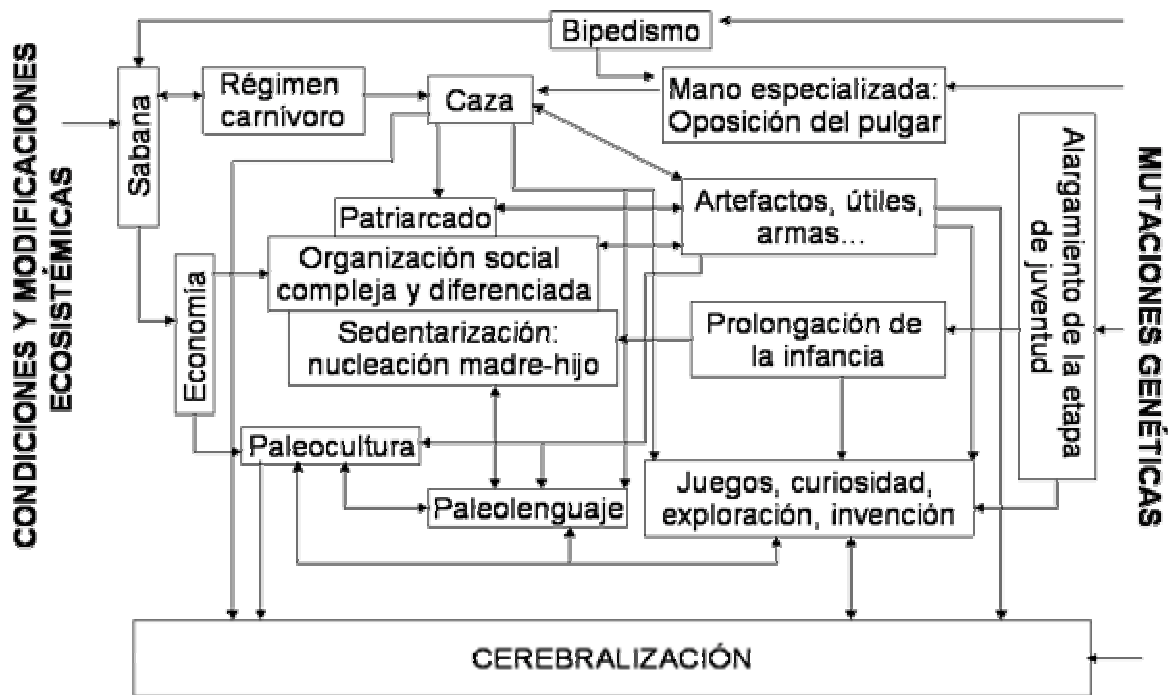 CONDICIONES Y MODIFICACIONES
ECOSISTÉMICAS
Bipedismo
Sabana
Régimen
carnívoro
Caza
Mano especializada:
Oposición del pulgar
Alargamiento de la etapa
de juventud
MUTACIONES GENÉTICAS
Patriarcado
Artefactos, útiles,
armas...
Organización social
compleja y diferenciada
Economía
Sedentarización:
nucleación madre-hijo
Prolongación de
la infancia
Paleocultura
Paleolenguaje
Juegos, curiosidad,
exploración, invención
CEREBRALIZACIÓN